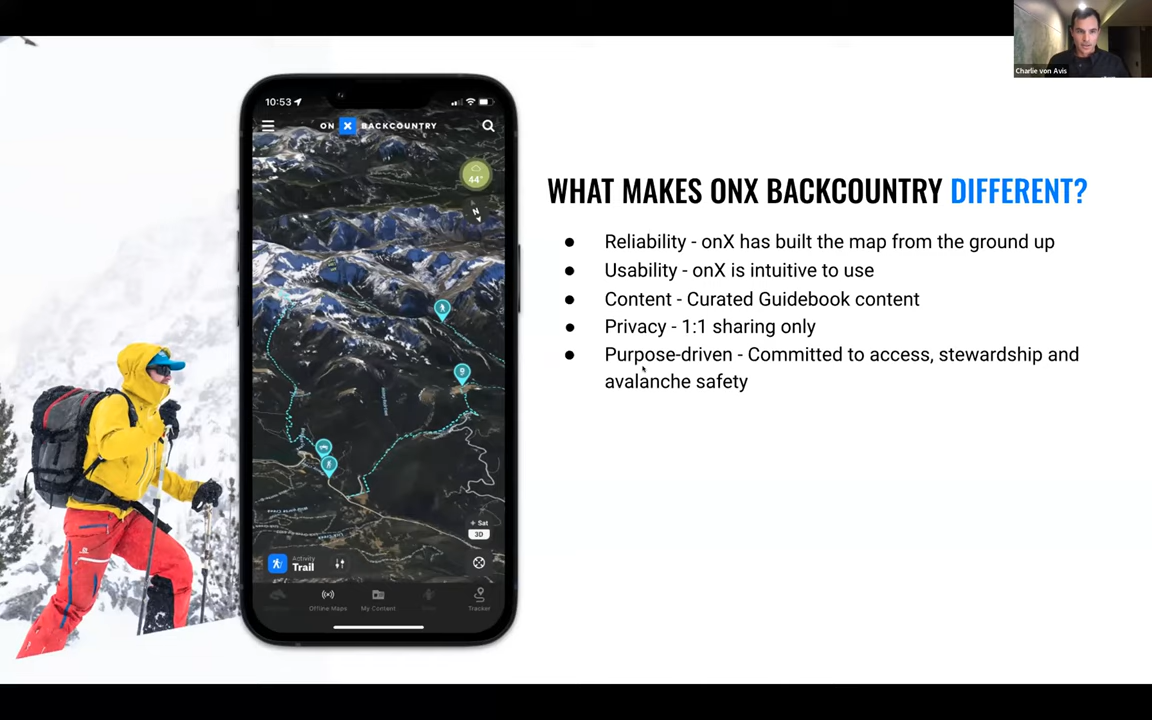 Charlie von Avis
10:53
ON X BACKCOUNTRY
44°
N
WHAT MAKES ONX BACKCOUNTRY DIFFERENT?
● Reliability - onX has built the map from the ground up
● Usability - onX is intuitive to use
● Content - Curated Guidebook content
● Privacy - 1:1 sharing only
● Purpose-driven - Committed to access, stewardship and
avalanche safety
+ Sat
3D
Activity
Trail
Offline Maps My Content Tracker